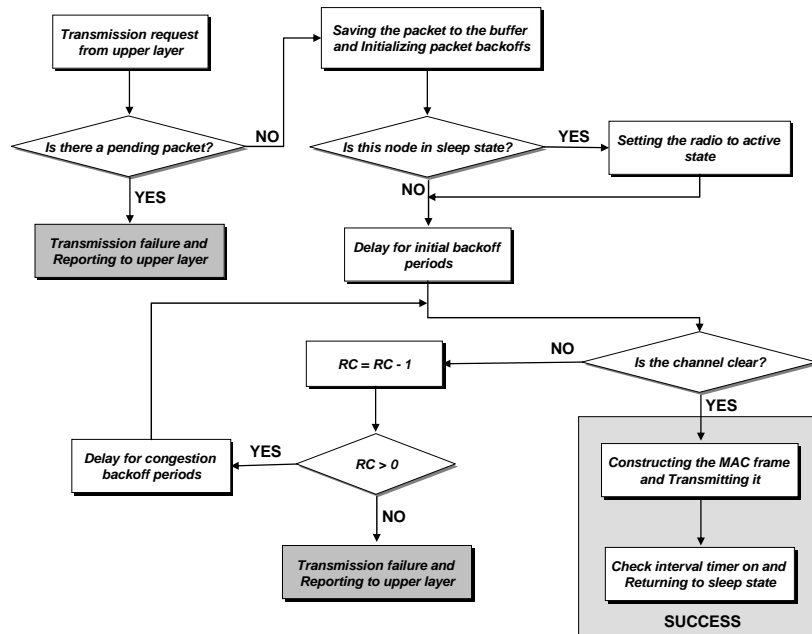 Transmission request
from upper layer
Saving the packet to the buffer
and Initializing packet backoffs
Is there a pending packet?
NO
Is this node in sleep state?
YES
Setting the radio to active
state
YES
NO
Transmission failure and
Reporting to upper layer
Delay for initial backoff
periods
RC = RC - 1
NO
Is the channel clear?
YES
Delay for congestion
backoff periods
YES
RC > 0
Constructing the MAC frame
and Transmitting it
NO
Transmission failure and
Reporting to upper layer
Check interval timer on and
Returning to sleep state
SUCCESS